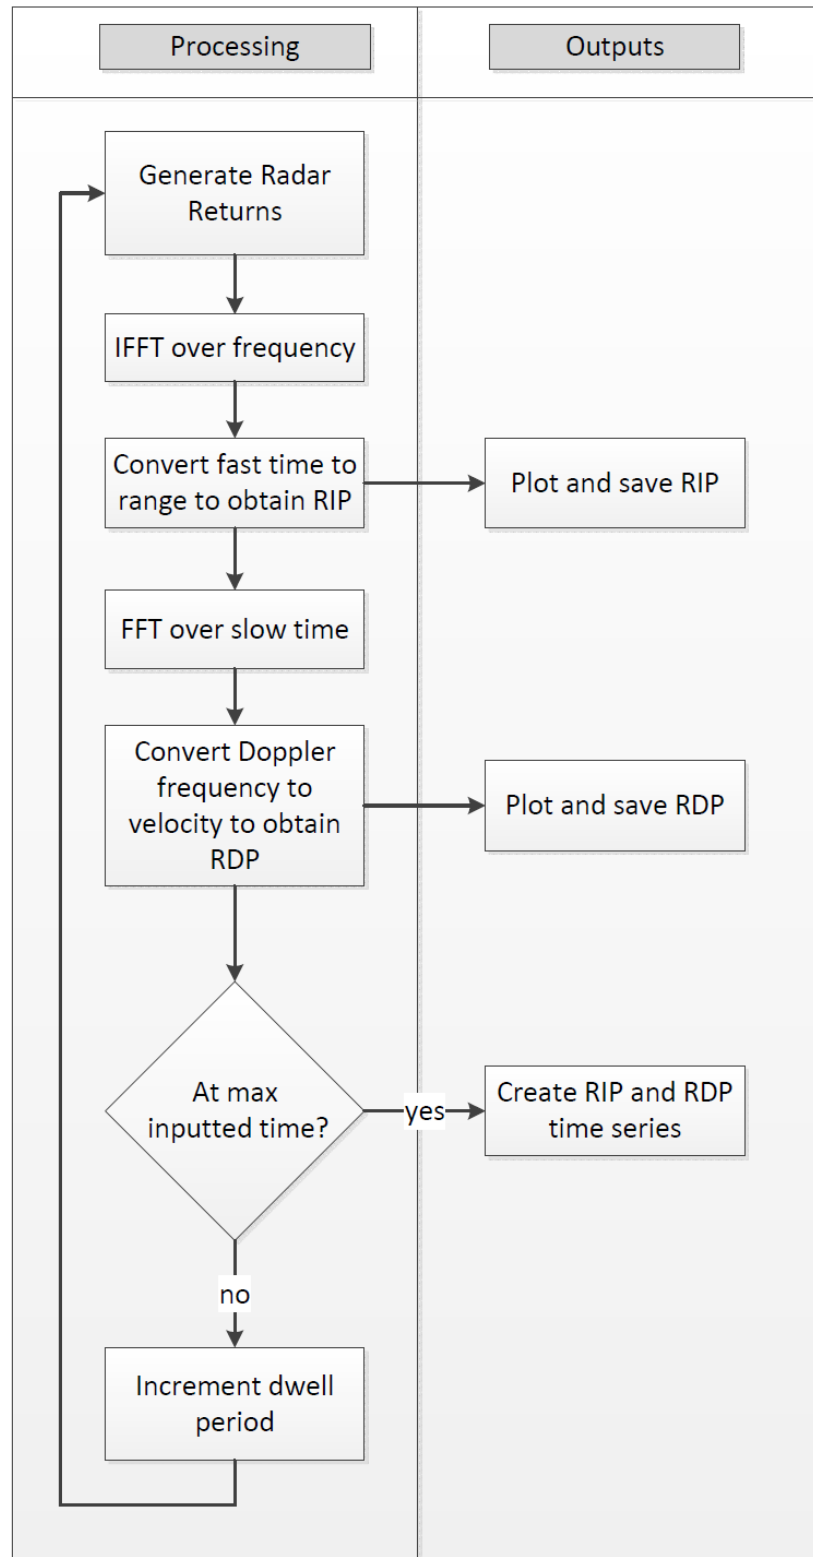 Processing
Outputs
Generate Radar
Returns
IFFT over frequency
Convert fast time to
range to obtain RIP
Plot and save RIP
FFT over slow time
Convert Doppler
frequency to
velocity to obtain
RDP
Plot and save RDP
At max
inputted time?
yes
Create RIP and RDP
time series
no
Increment dwell
period